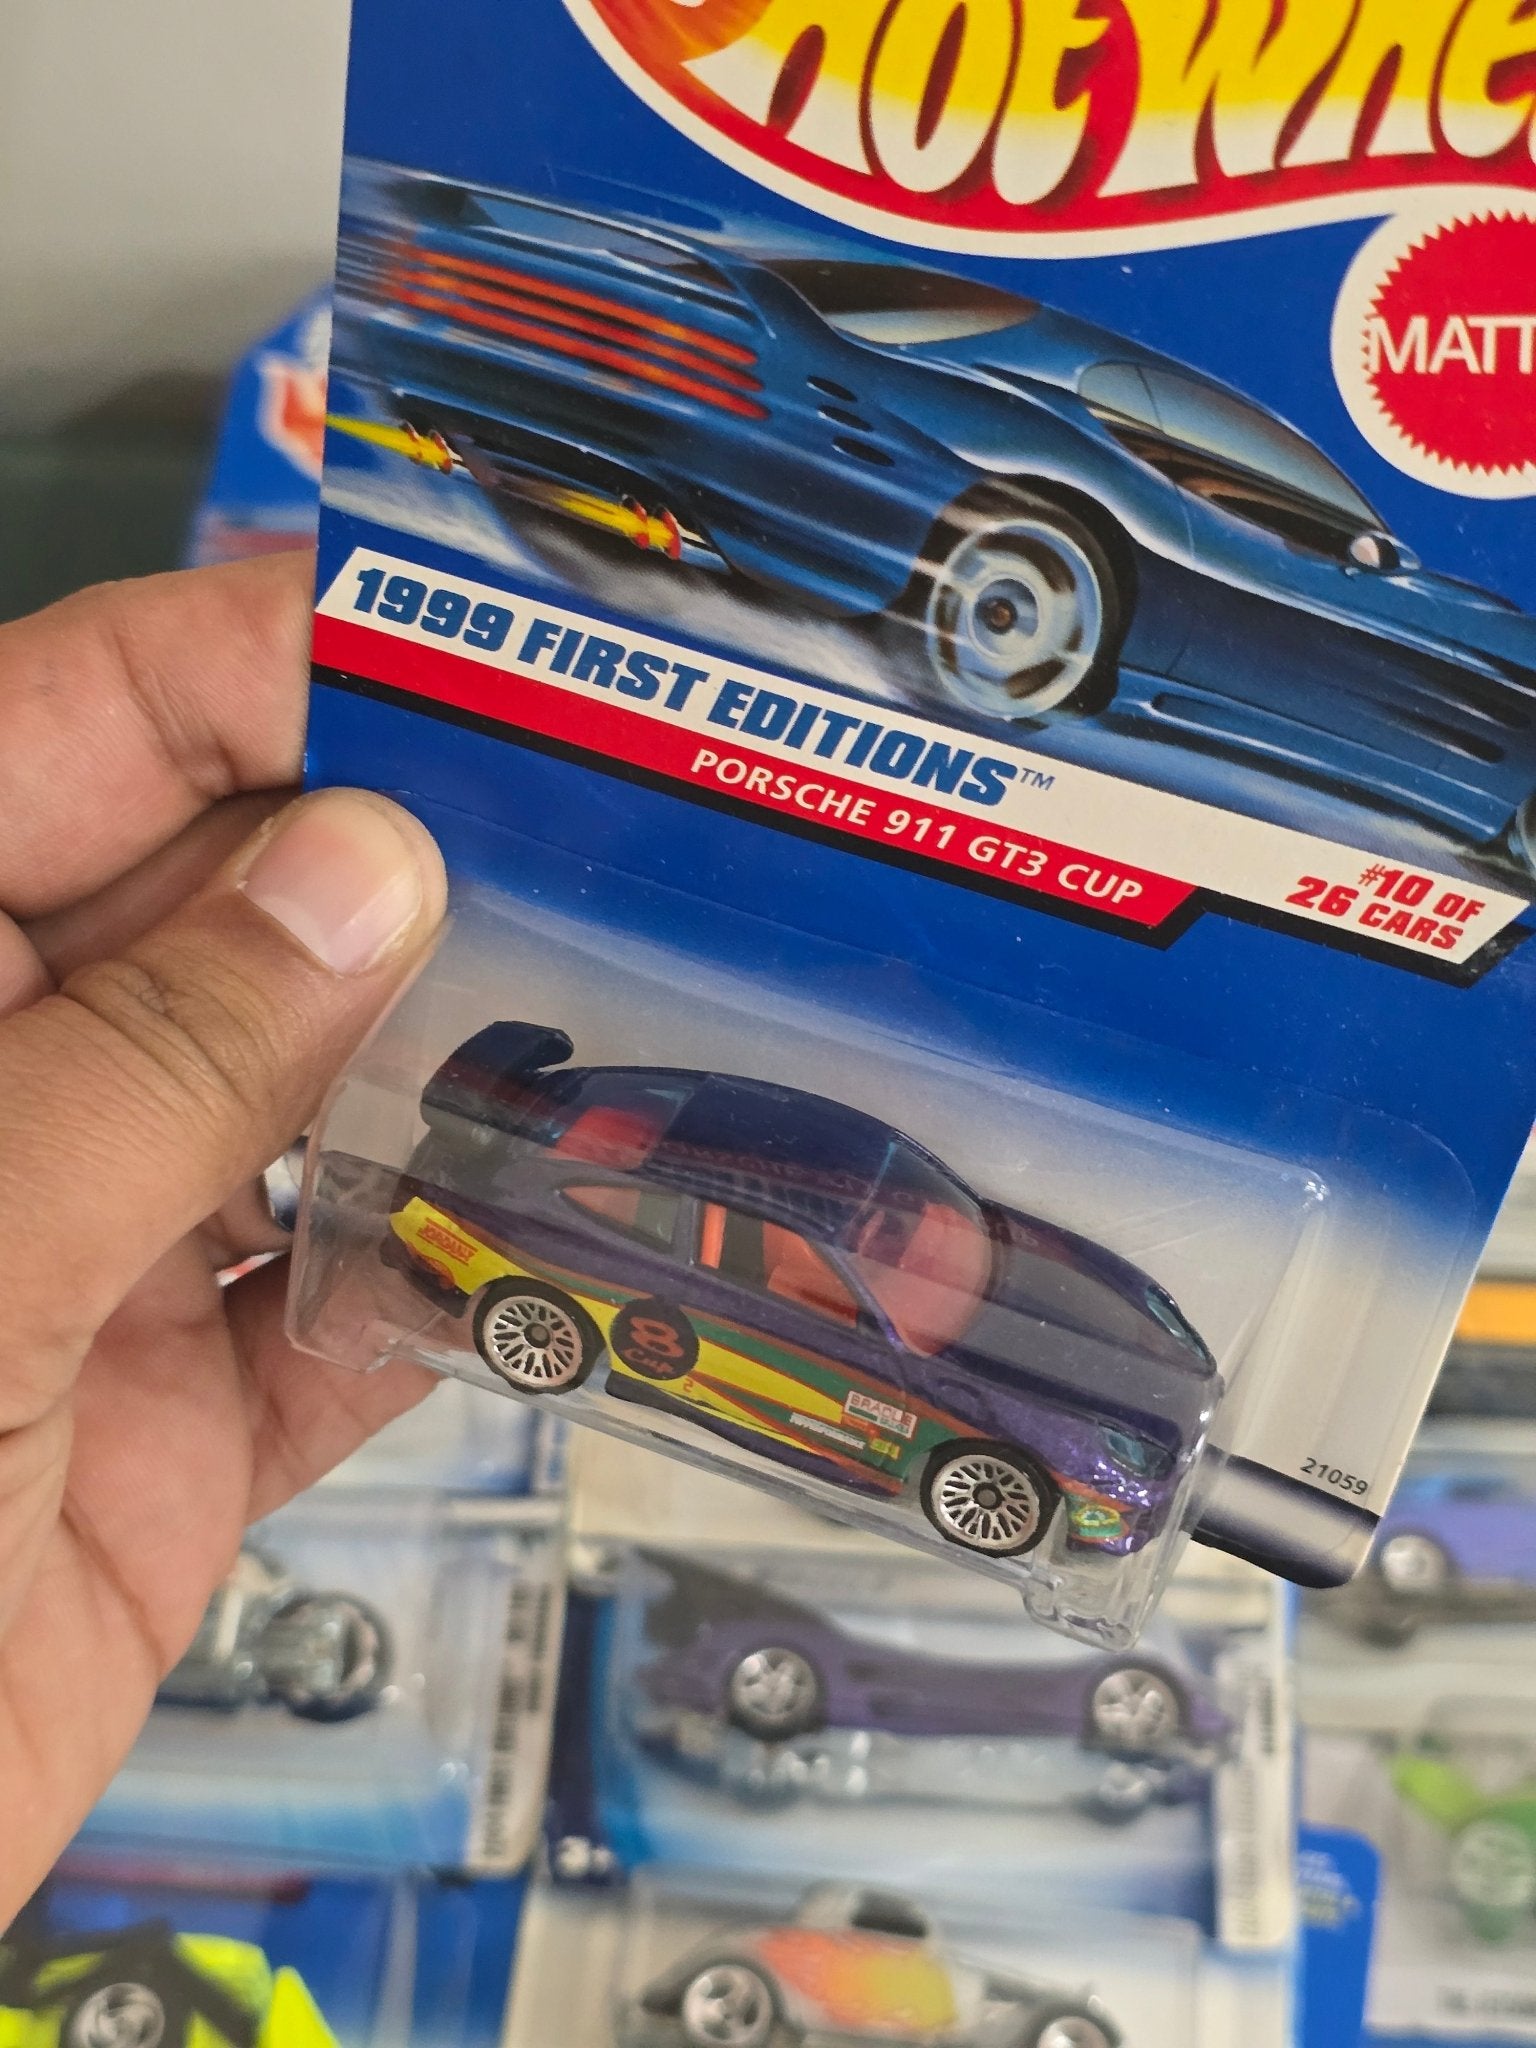 HOT WHE
MATT
1999 FIRST EDITIONS™
PORSCHE 911 GT3 CUP
#10 OF
26 CARS
8
CUP
21059